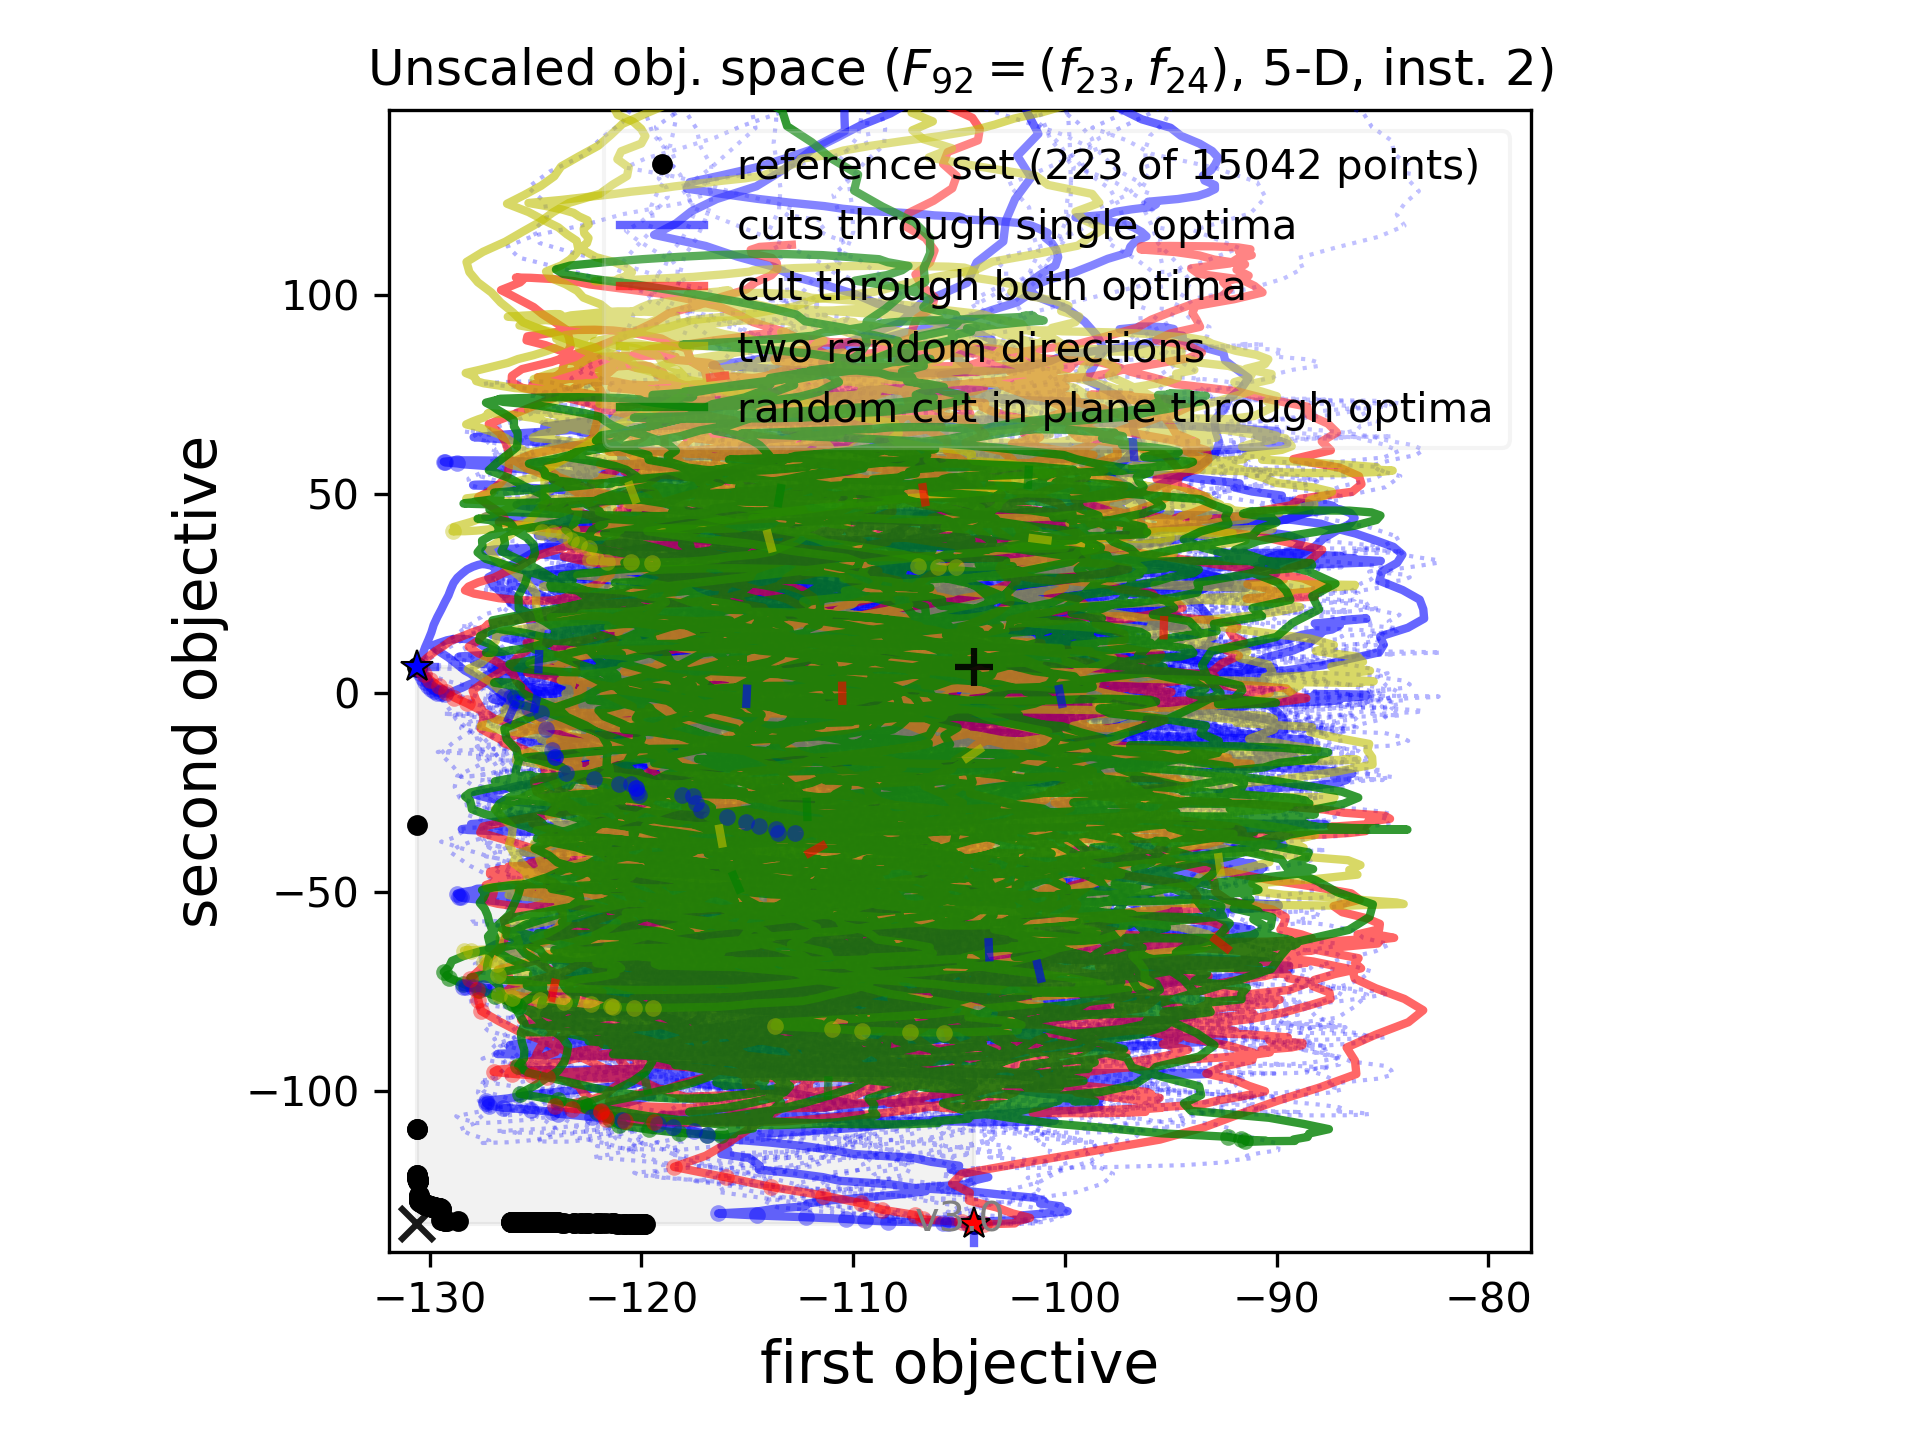 Unscaled obj. space (F₉₂ = (f₂₃, f₂₄), 5-D, inst. 2)
reference set (223 of 15042 points)
cuts through single optima
cut through both optima
two random directions
random cut in plane through optima
second objective
100
50
0
−50
−100
v3.0
−130
−120
−110
−100
−90
−80
first objective